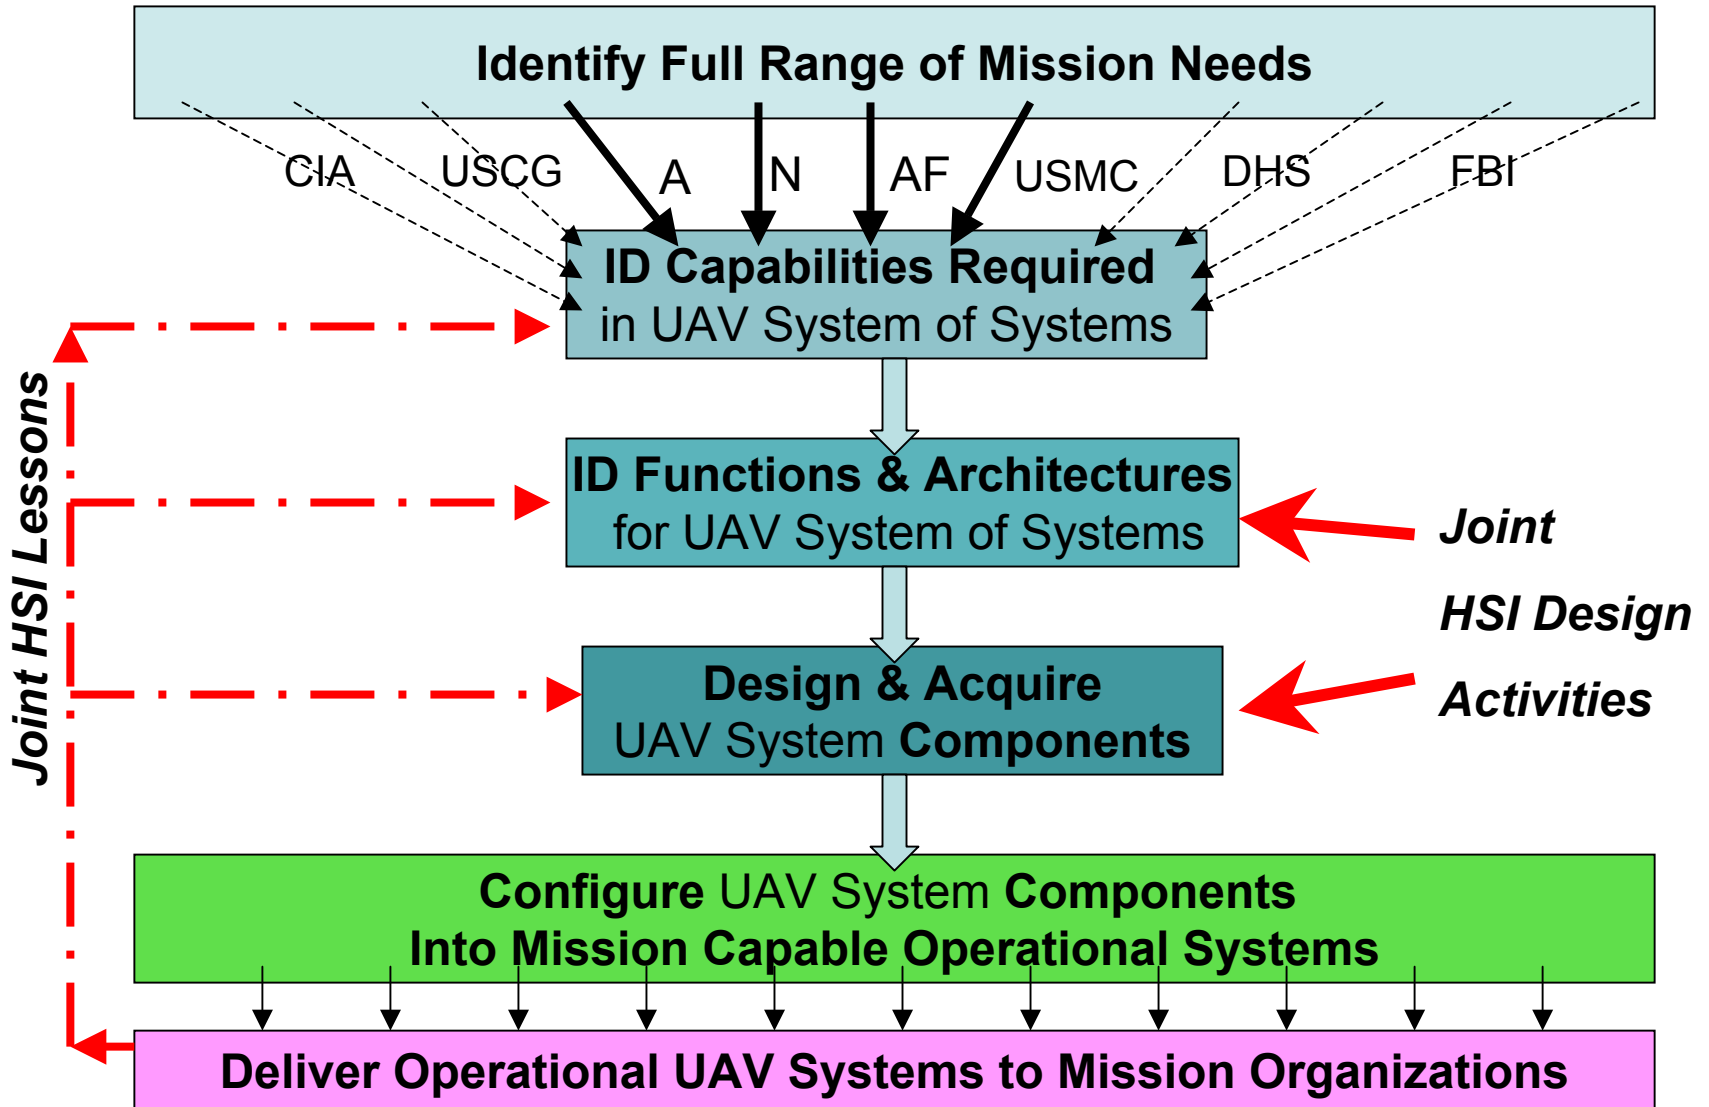 Identify Full Range of Mission Needs
CIA
USCG
A
N
AF
USMC
DHS
FBI
ID Capabilities Required
in UAV System of Systems
Joint HSI Lessons
ID Functions & Architectures
for UAV System of Systems
Joint
HSI Design
Activities
Design & Acquire
UAV System Components
Configure UAV System Components
Into Mission Capable Operational Systems
Deliver Operational UAV Systems to Mission Organizations